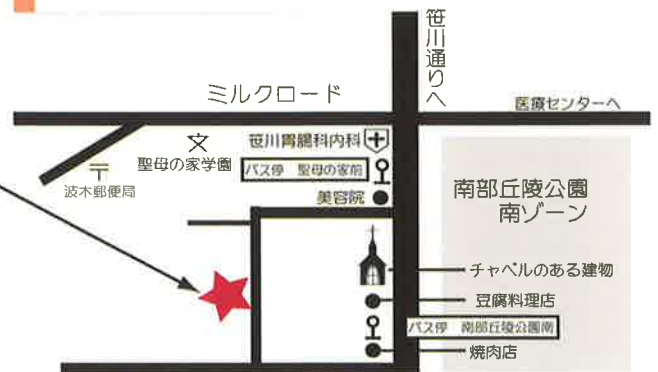 笹川通りへ
ミルクロード
医療センターへ
笹川胃腸科内科
聖母の家学園
バス停 聖母の家前
波木郵便局
美容院
南部丘陵公園
南ゾーン
チャペルのある建物
豆腐料理店
バス停 南部丘陵公園南
焼肉店